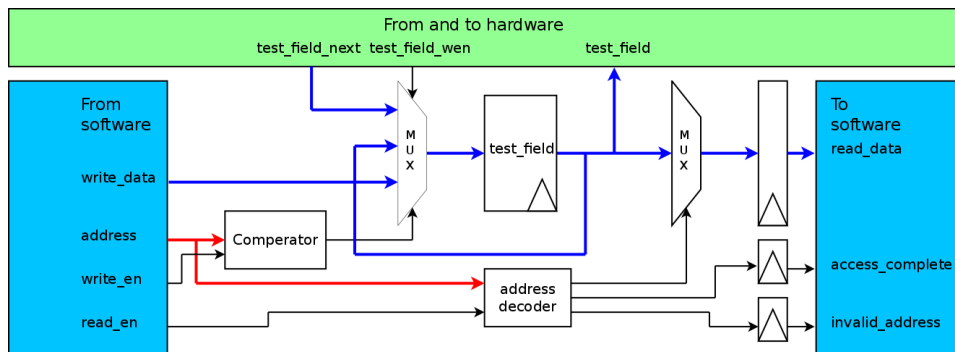 From and to hardware
test_field_next
test_field_wen
test_field
From
software
write_data
address
write_en
read_en
Comperator
M
U
X
test_field
address
decoder
M
U
X
To
software
read_data
access_complete
invalid_address